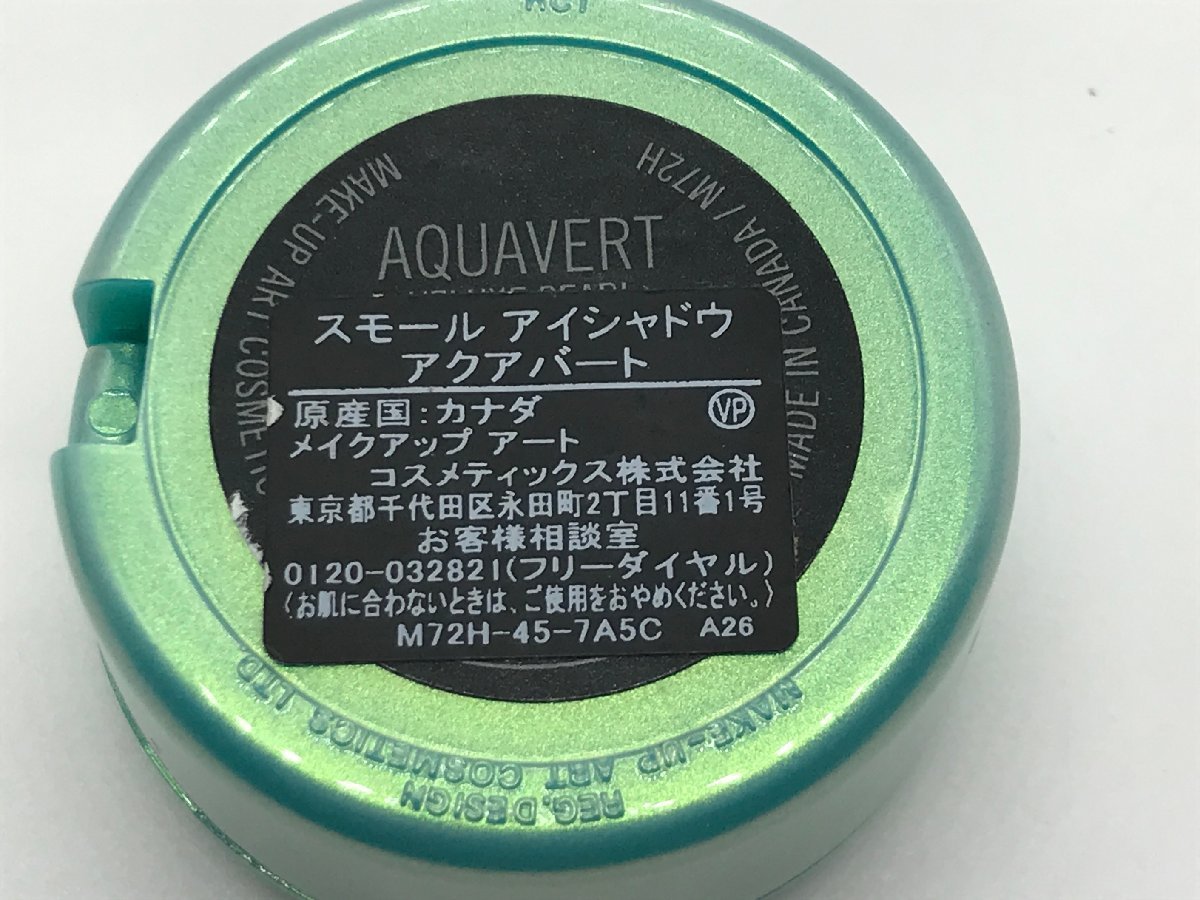 AQUAVERT
MAKE-UP ART COSMETIC
MADE IN CANADA / M72H
スモール アイシャドウ
アクアバート
原産国:カナダ
VP
メイクアップ アート
コスメティックス株式会社
東京都千代田区永田町2丁目11番1号
お客様相談室
0120-032821(フリーダイヤル)
〈お肌に合わないときは、ご使用をおやめください。〉
M72H-45-7A5C A26
MAKE-UP ART COSMETICS LTD.
REG. DESIGN